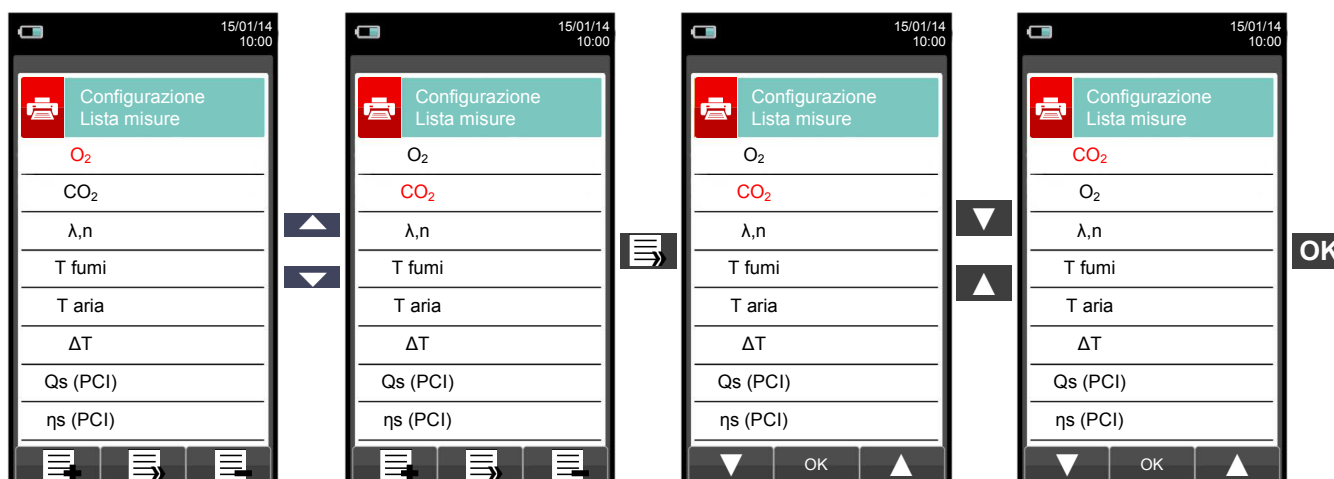 15/01/14
10:00
Configurazione
Lista misure
O₂
CO₂
λ,n
T fumi
T aria
ΔT
Qs (PCI)
ηs (PCI)
15/01/14
10:00
Configurazione
Lista misure
O₂
CO₂
λ,n
T fumi
T aria
ΔT
Qs (PCI)
ηs (PCI)
15/01/14
10:00
Configurazione
Lista misure
O₂
CO₂
λ,n
T fumi
T aria
ΔT
Qs (PCI)
ηs (PCI)
OK
15/01/14
10:00
Configurazione
Lista misure
CO₂
O₂
λ,n
T fumi
T aria
ΔT
Qs (PCI)
ηs (PCI)
OK
OK